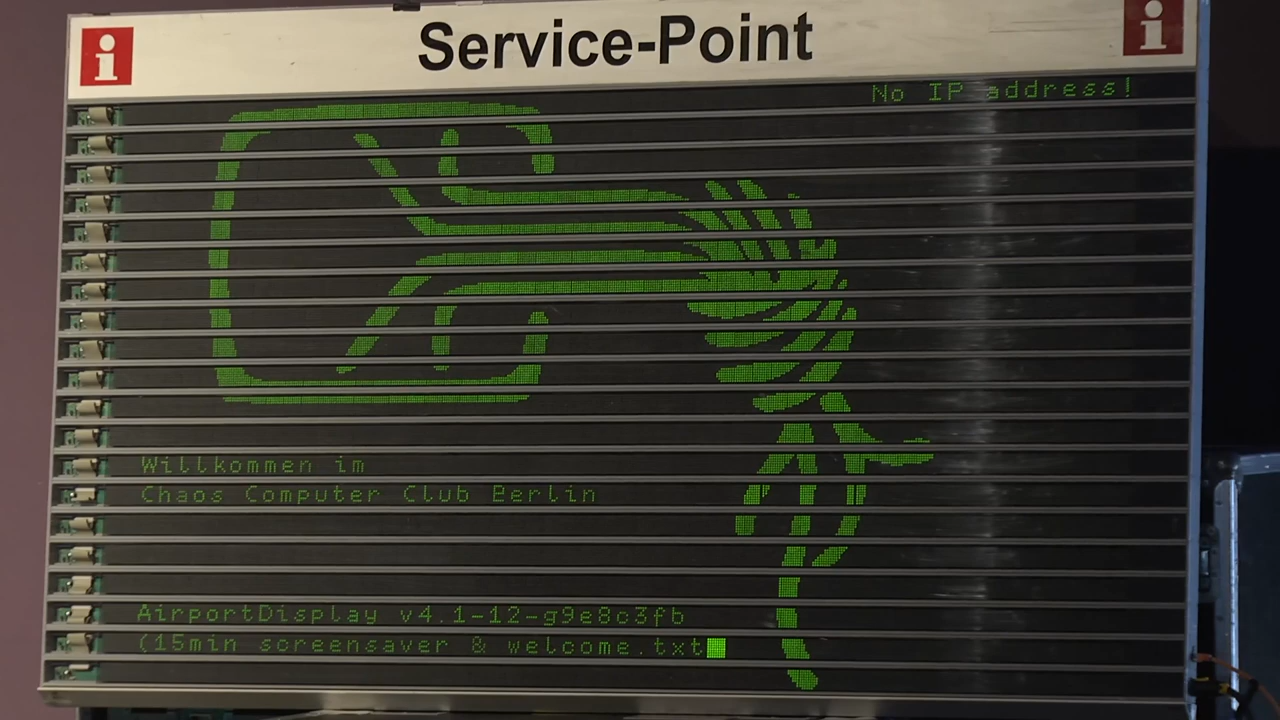 i Service-Point i
No IP address!
Willkommen im
Chaos Computer Club Berlin
AirportDisplay v4.1-12-g9e8c3fb
(15min screensaver & welcome.txt